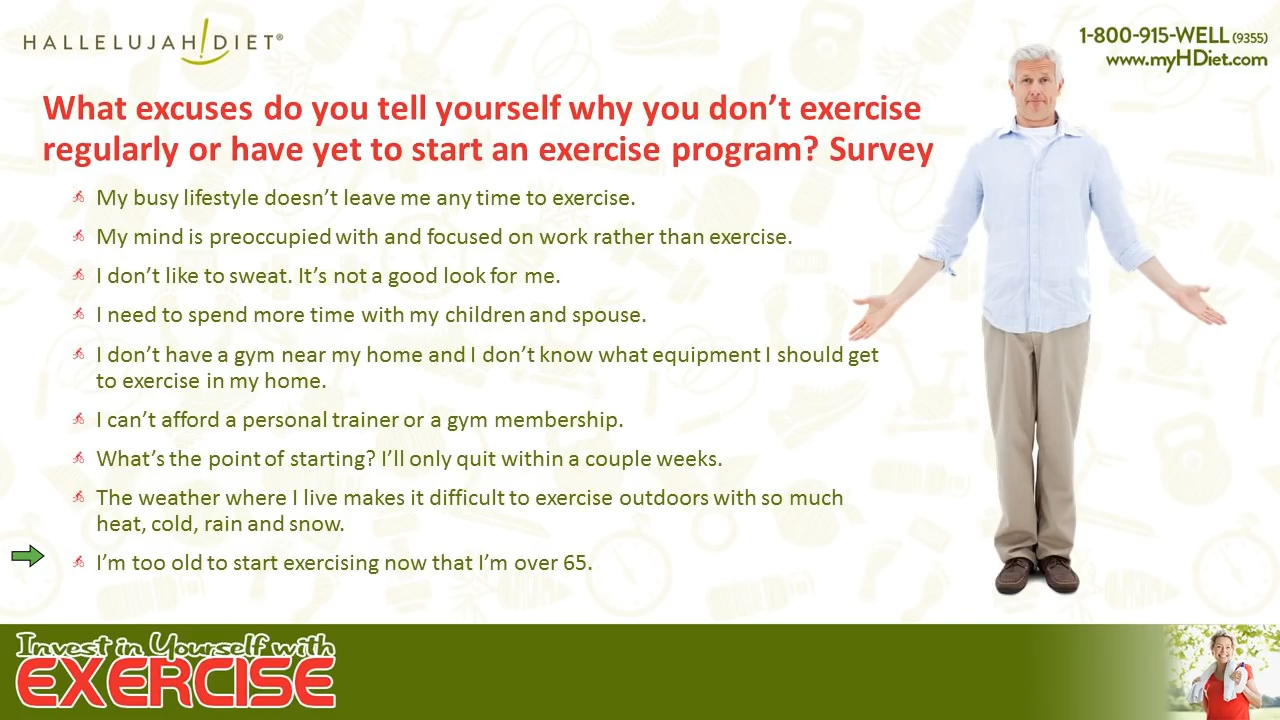 HALLELUJAH!DIET®
1-800-915-WELL (9355)
www.myHDiet.com
What excuses do you tell yourself why you don’t exercise
regularly or have yet to start an exercise program? Survey
My busy lifestyle doesn’t leave me any time to exercise.
My mind is preoccupied with and focused on work rather than exercise.
I don’t like to sweat. It’s not a good look for me.
I need to spend more time with my children and spouse.
I don’t have a gym near my home and I don’t know what equipment I should get
to exercise in my home.
I can’t afford a personal trainer or a gym membership.
What’s the point of starting? I’ll only quit within a couple weeks.
The weather where I live makes it difficult to exercise outdoors with so much
heat, cold, rain and snow.
I’m too old to start exercising now that I’m over 65.
Invest in Yourself with
EXERCISE